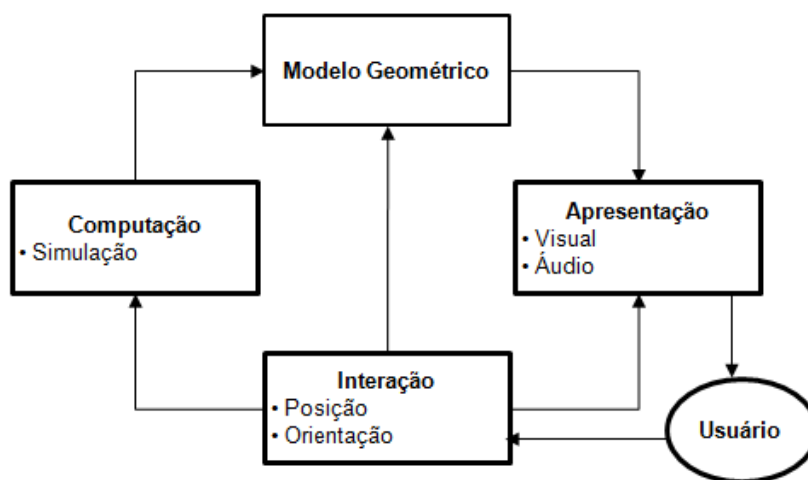 Modelo Geométrico
Computação
• Simulação
Apresentação
• Visual
• Áudio
Interação
• Posição
• Orientação
Usuário